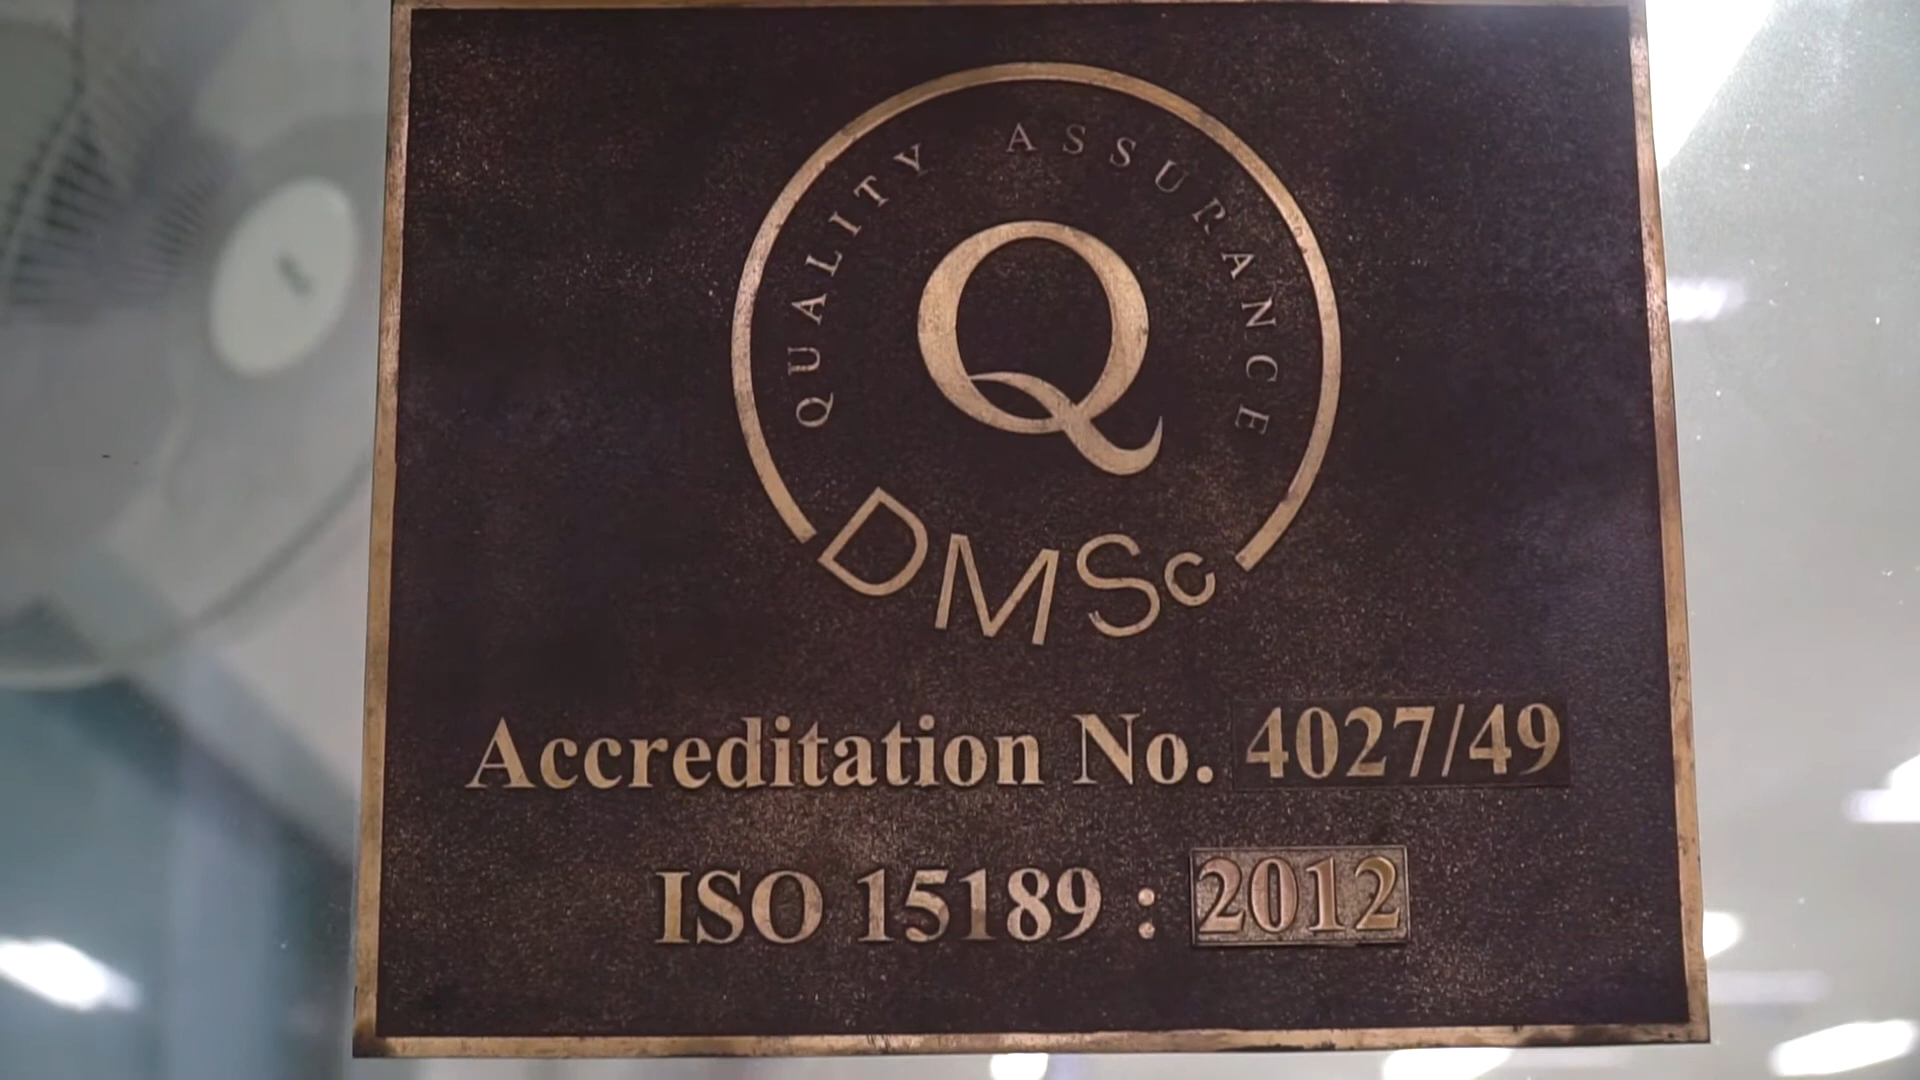 QUALITY ASSURANCE
Q
DMSc
Accreditation No. 4027/49
ISO 15189 : 2012